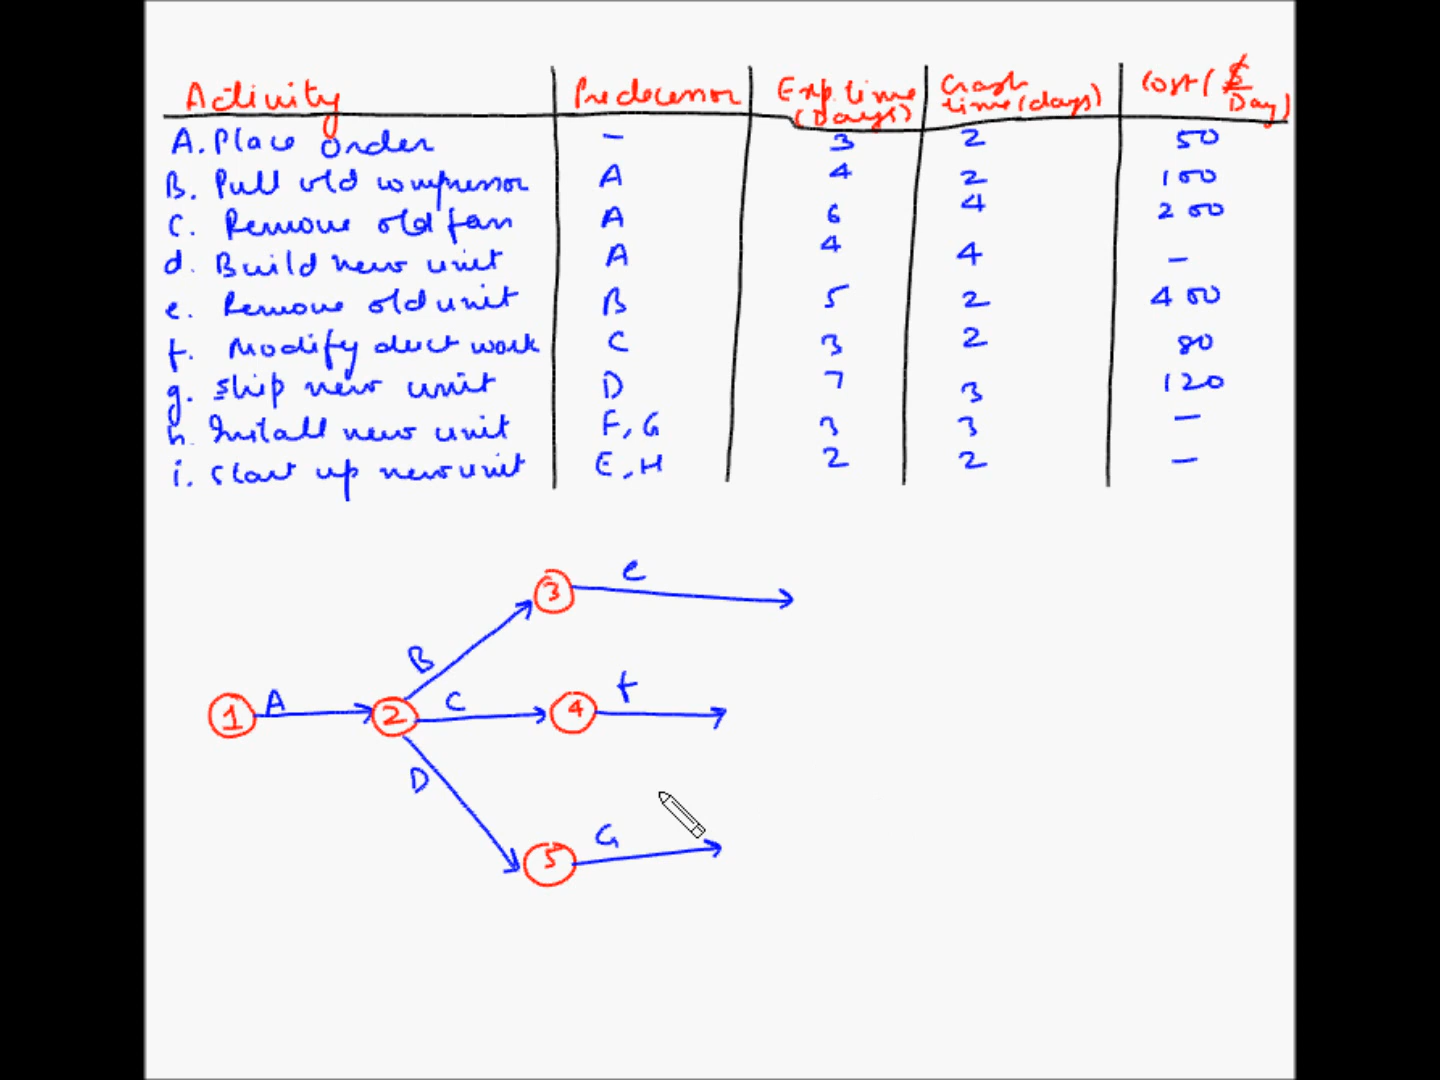 Activity Predecessor Exp. time (Days) Crash time (days) Cost ($/Day)
A. Place order - 3 2 50
B. Pull old compressor A 4 2 100
C. Remove old fan A 6 4 200
d. Build new unit A 4 4 -
e. Remove old unit B 5 2 400
f. Modify duct work C 3 2 80
g. Ship new unit D 7 3 120
h. Install new unit F, G 3 3 -
i. Start up new unit E, H 2 2 -
3 e
B
1 A 2 C 4 f
D
5 G